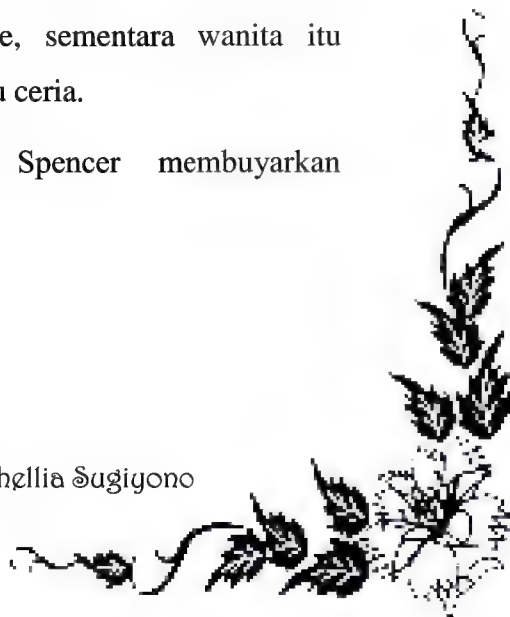 e, sementara wanita itu
u ceria.
Spencer membuyarkan
hellia Sugiyono